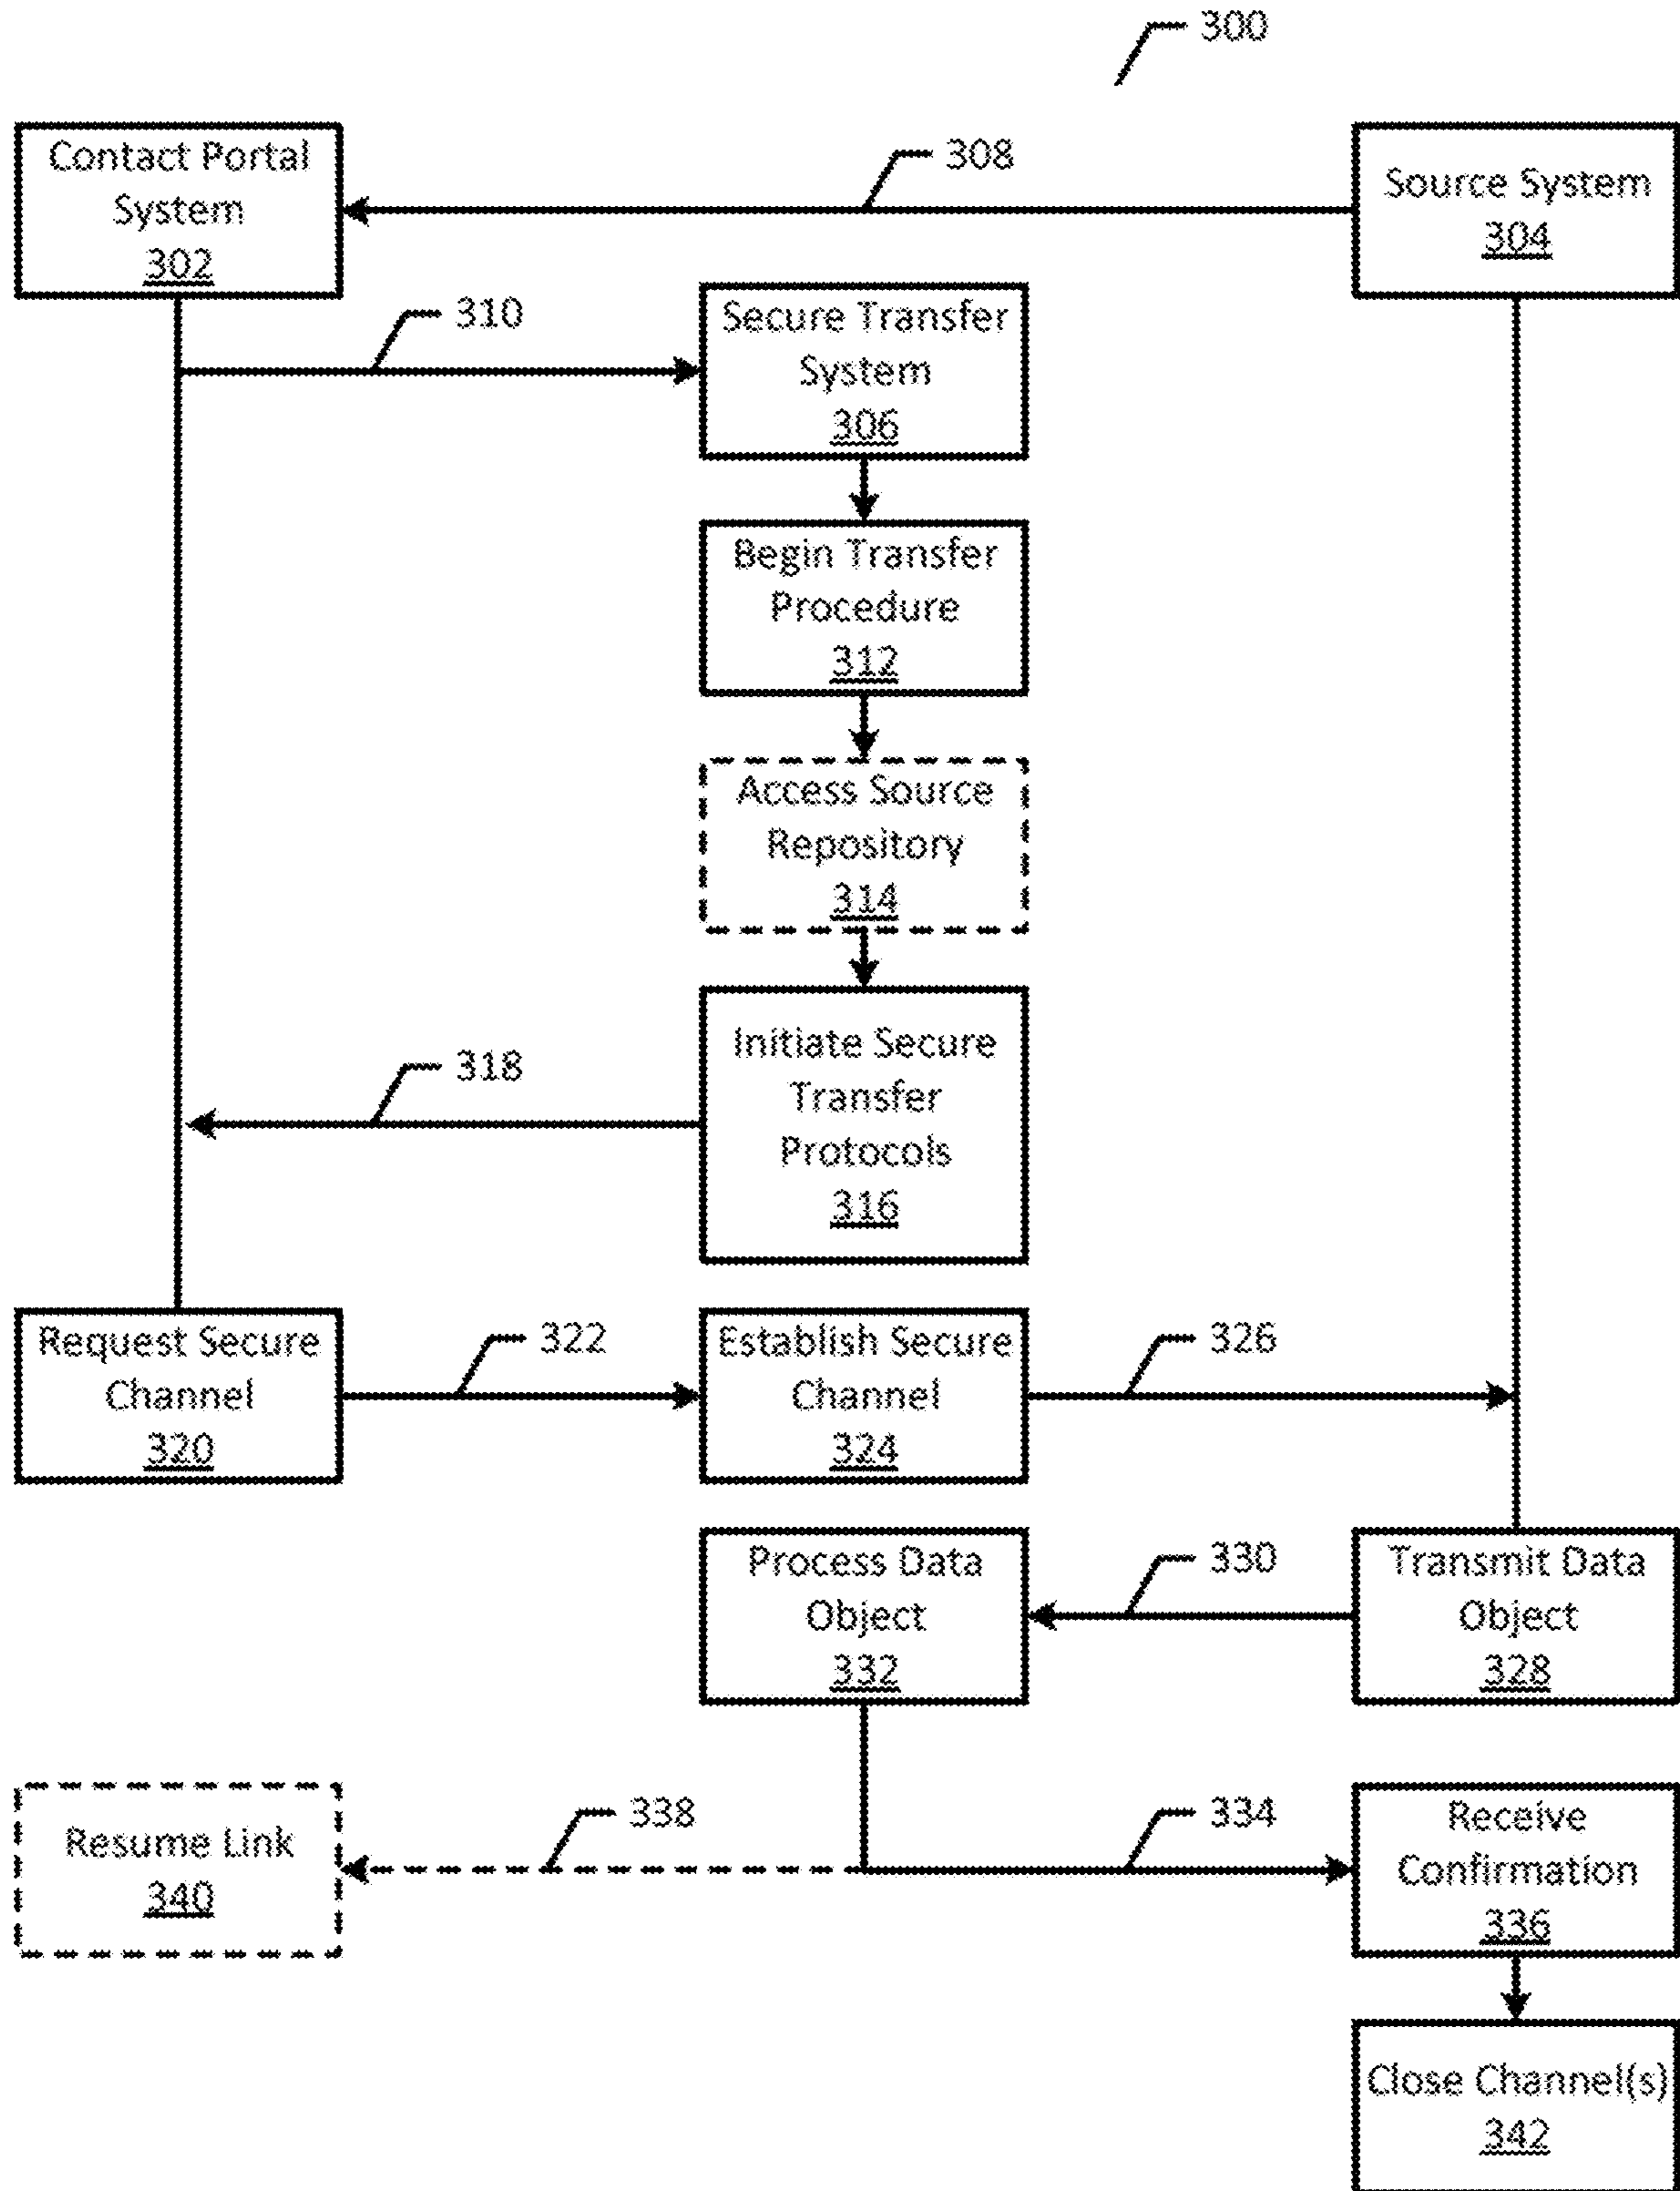 300
Contact Portal
System
302
308
Source System
304
310
Secure Transfer
System
306
Begin Transfer
Procedure
312
Access Source
Repository
314
318
Initiate Secure
Transfer
Protocols
316
Request Secure
Channel
320
322
Establish Secure
Channel
324
326
Process Data
Object
332
330
Transmit Data
Object
328
Resume Link
340
338
334
Receive
Confirmation
336
Close Channel(s)
342